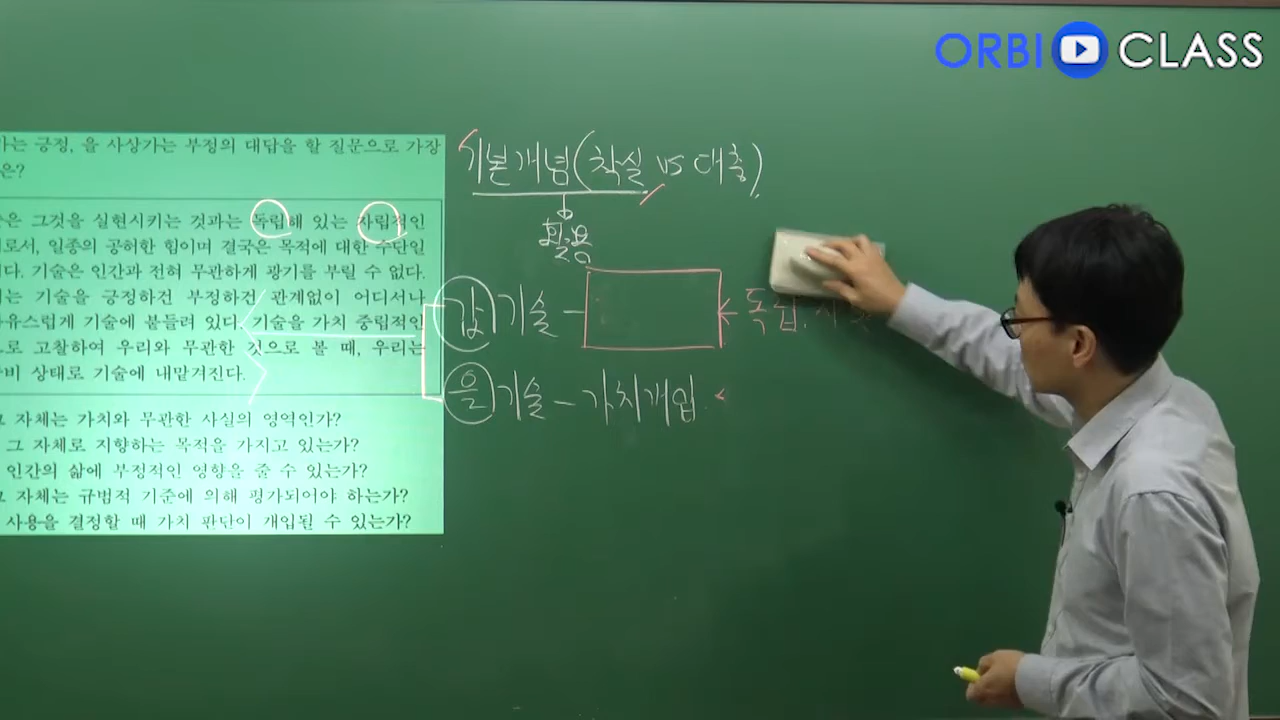 ORBI CLASS
가는 긍정, 을 사상가는 부정의 대답을 할 질문으로 가장
은?
은 그것을 실현시키는 것과는 독립해 있는 자립적인
로서, 일종의 공허한 힘이며 결국은 목적에 대한 수단일
다. 기술은 인간과 전혀 무관하게 광기를 부릴 수 없다.
는 기술을 긍정하건 부정하건 관계없이 어디서나
유스럽게 기술에 붙들려 있다. 기술을 가치 중립적인
로 고찰하여 우리와 무관한 것으로 볼 때, 우리는
비 상태로 기술에 내맡겨진다.
그 자체는 가치와 무관한 사실의 영역인가?
그 자체로 지향하는 목적을 가지고 있는가?
인간의 삶에 부정적인 영향을 줄 수 있는가?
그 자체는 규범적 기준에 의해 평가되어야 하는가?
사용을 결정할 때 가치 판단이 개입될 수 있는가?
기본개념(착실 vs 대충)
필요
갑 기술 – 독립.
을 기술 – 가치개입